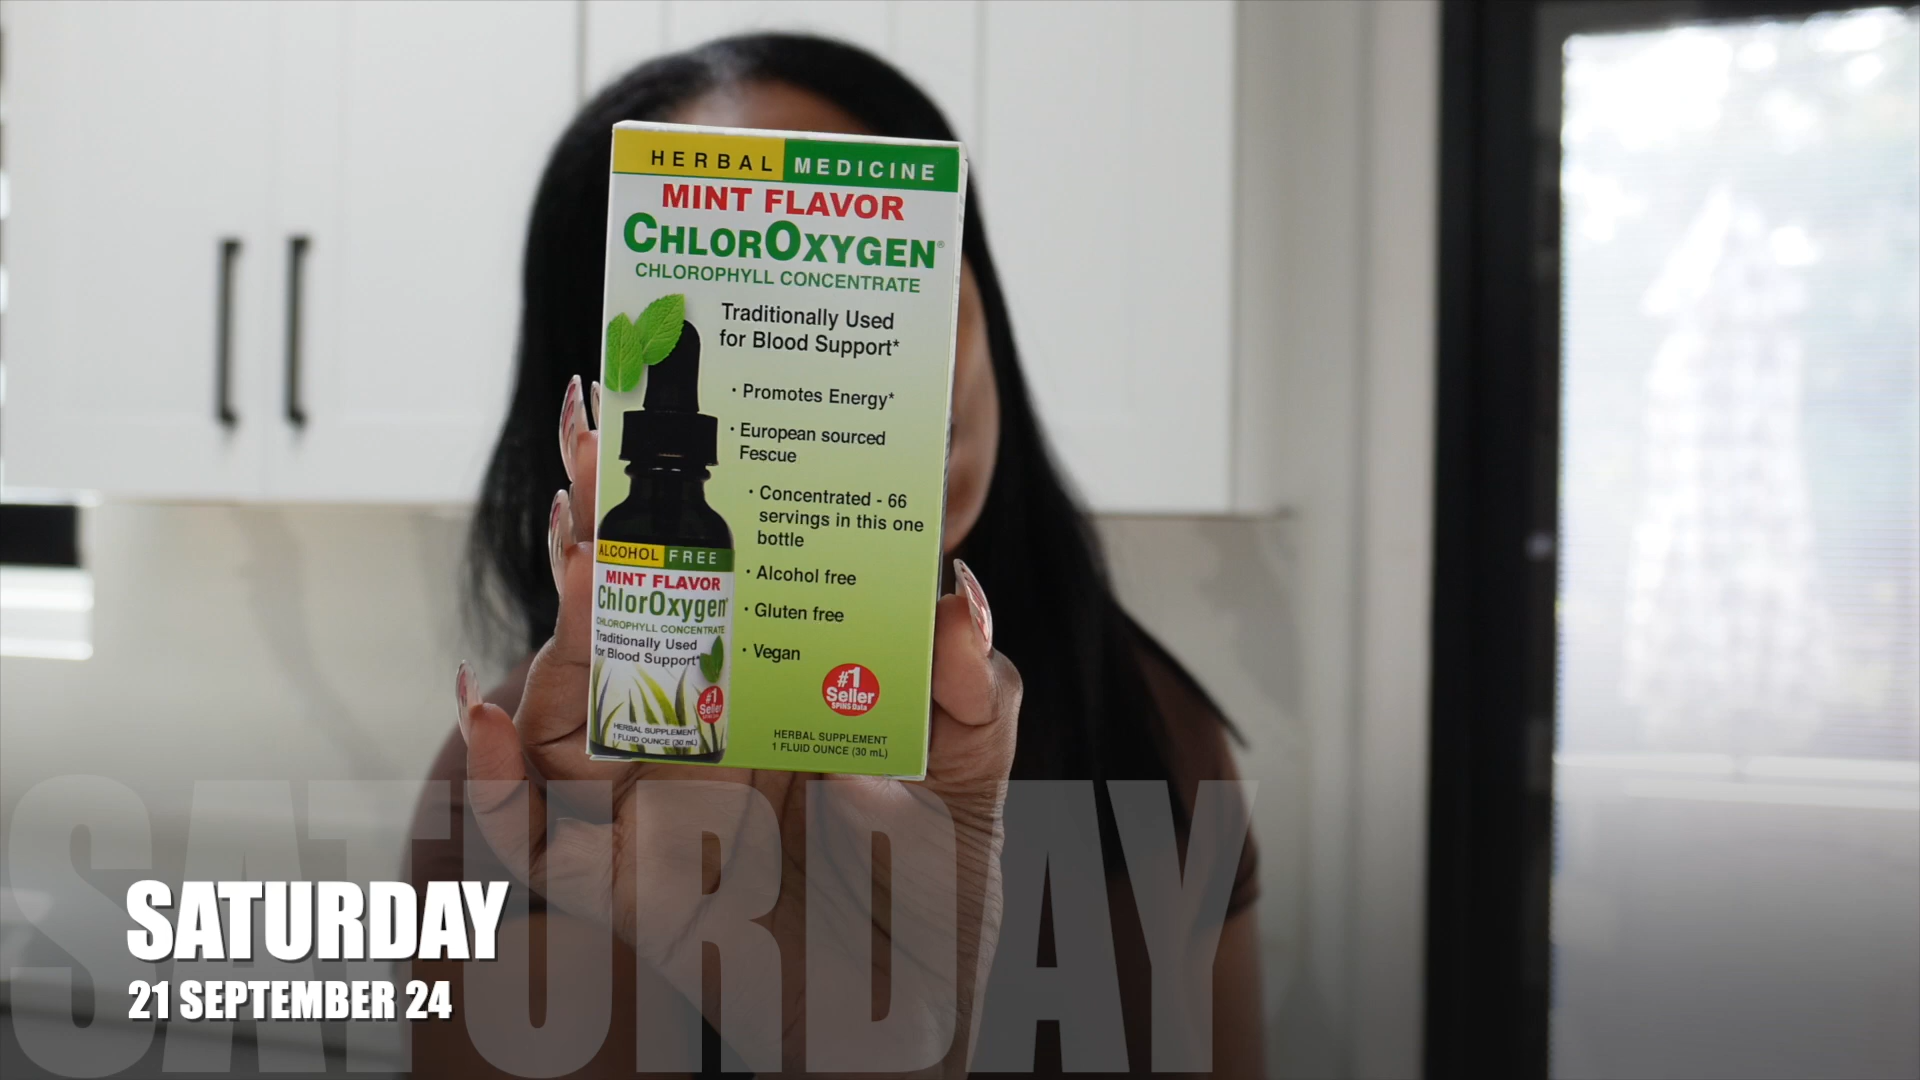 HERBAL MEDICINE
MINT FLAVOR
CHLOROXYGEN®
CHLOROPHYLL CONCENTRATE
Traditionally Used
for Blood Support*
· Promotes Energy*
· European sourced
Fescue
· Concentrated - 66
servings in this one
bottle
· Alcohol free
· Gluten free
· Vegan
#1
Seller
SPINS Data
HERBAL SUPPLEMENT
1 FLUID OUNCE (30 mL)
ALCOHOL FREE
MINT FLAVOR
ChlorOxygen
CHLOROPHYLL CONCENTRATE
Traditionally Used
for Blood Support*
#1
Seller
HERBAL SUPPLEMENT
1 FLUID OUNCE (30 mL)
SATURDAY
SATURDAY
21 SEPTEMBER 24